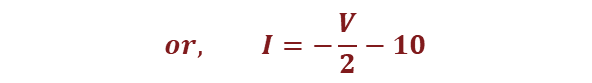 or, I = −V/2 − 10